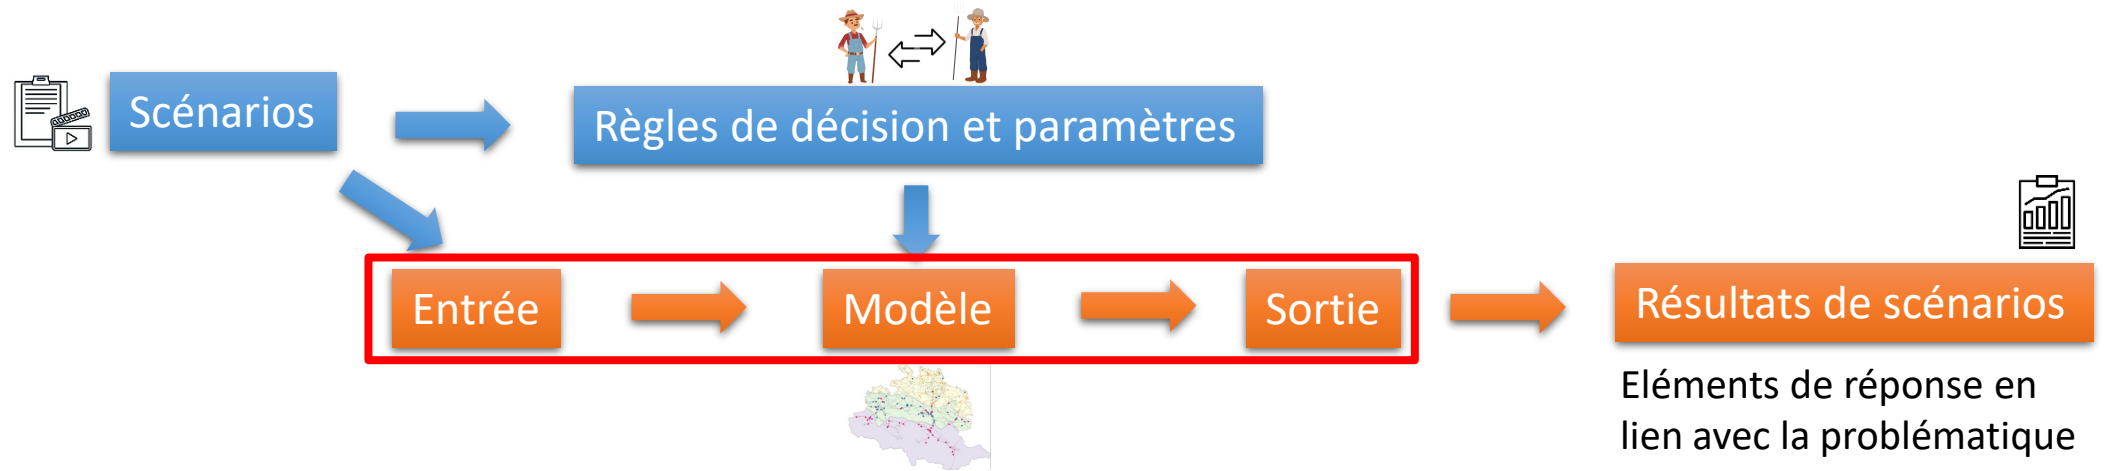 Scénarios
Règles de décision et paramètres
Entrée
Modèle
Sortie
Résultats de scénarios
Eléments de réponse en
lien avec la problématique